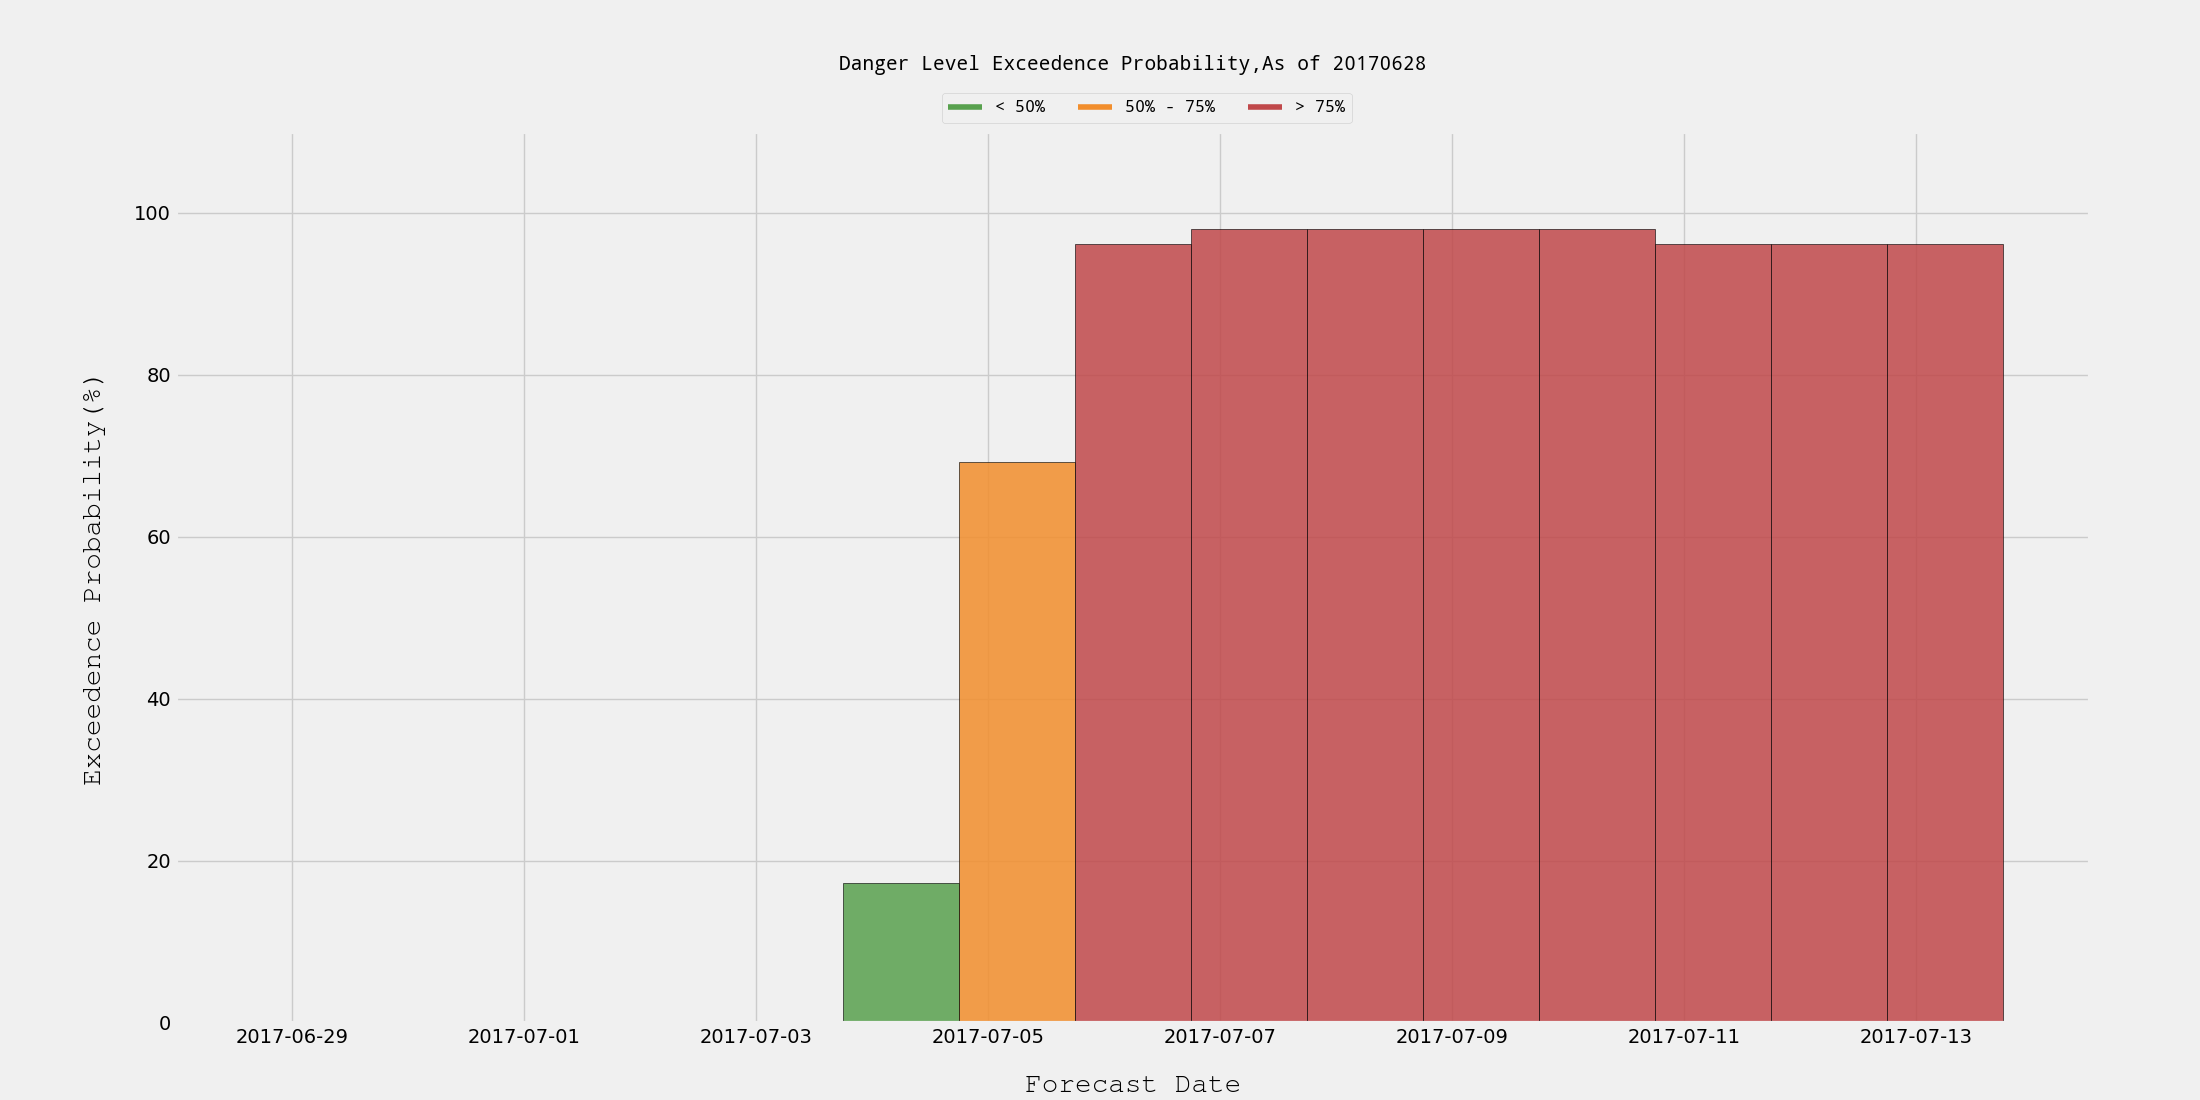 Danger Level Exceedence Probability,As of 20170628
< 50% 50% - 75% > 75%
100
80
60
40
20
0
Exceedence Probability(%)
2017-06-29 2017-07-01 2017-07-03 2017-07-05 2017-07-07 2017-07-09 2017-07-11 2017-07-13
Forecast Date